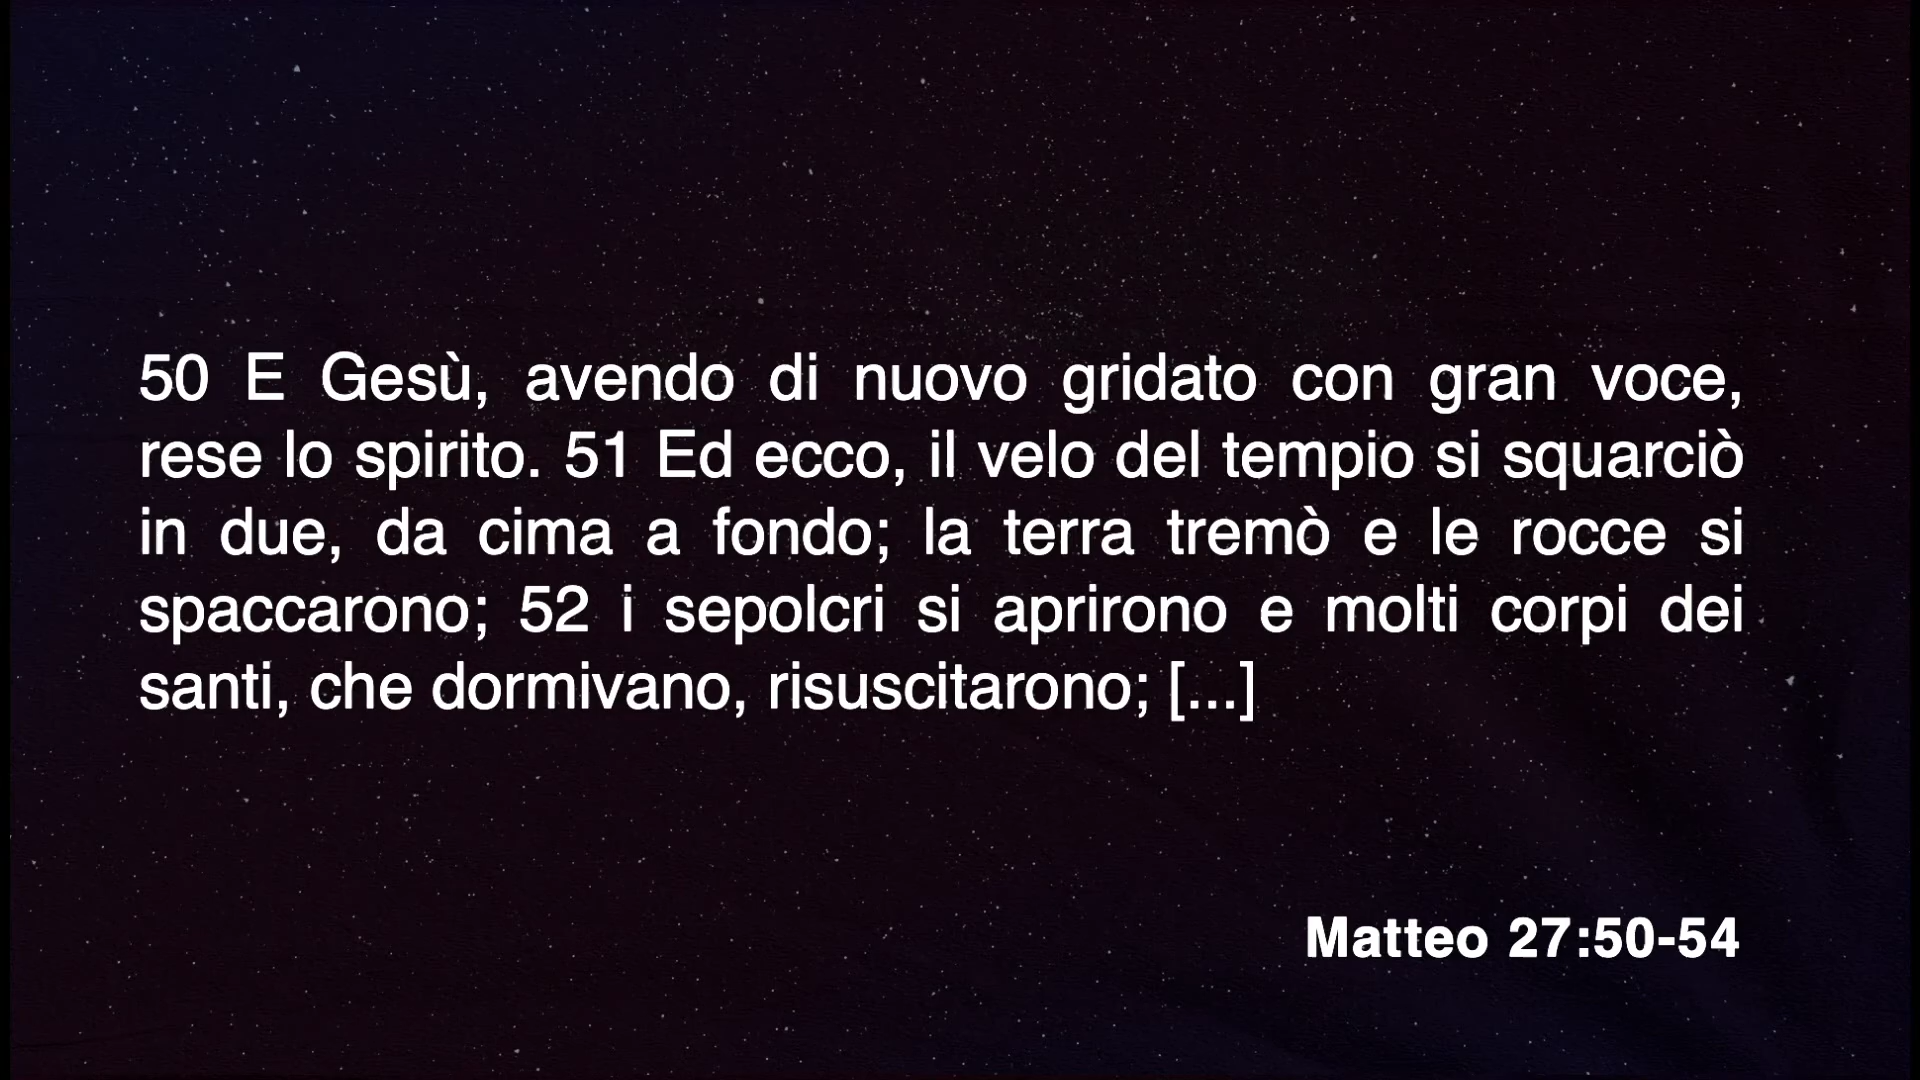 50 E Gesù, avendo di nuovo gridato con gran voce,
rese lo spirito. 51 Ed ecco, il velo del tempio si squarciò
in due, da cima a fondo; la terra tremò e le rocce si
spaccarono; 52 i sepolcri si aprirono e molti corpi dei
santi, che dormivano, risuscitarono; [...]
Matteo 27:50-54